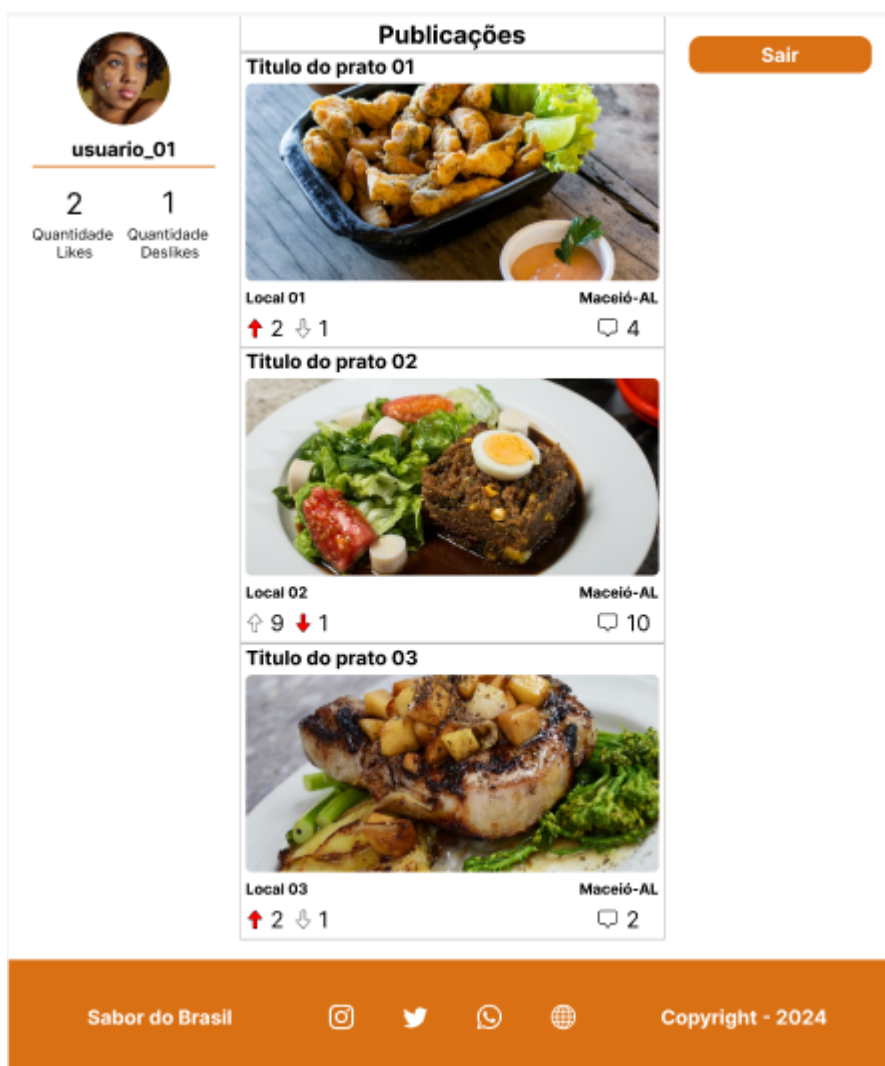 usuario_01
2 1
Quantidade Likes
Quantidade Deslikes
Publicações
Titulo do prato 01
Local 01 Maceió-AL
2 1 4
Titulo do prato 02
Local 02 Maceió-AL
9 1 10
Titulo do prato 03
Local 03 Maceió-AL
2 1 2
Sair
Sabor do Brasil Copyright - 2024